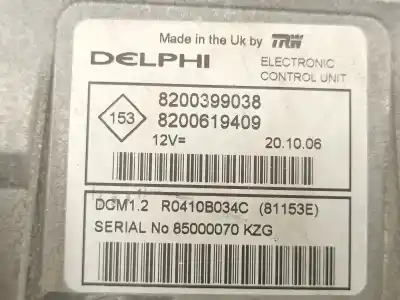 Made in the Uk by TRW
DELPHI
ELECTRONIC
CONTROL UNIT
153
8200399038
8200619409
12V=
20.10.06
DCM1.2 R0410B034C (81153E)
SERIAL No 85000070 KZG